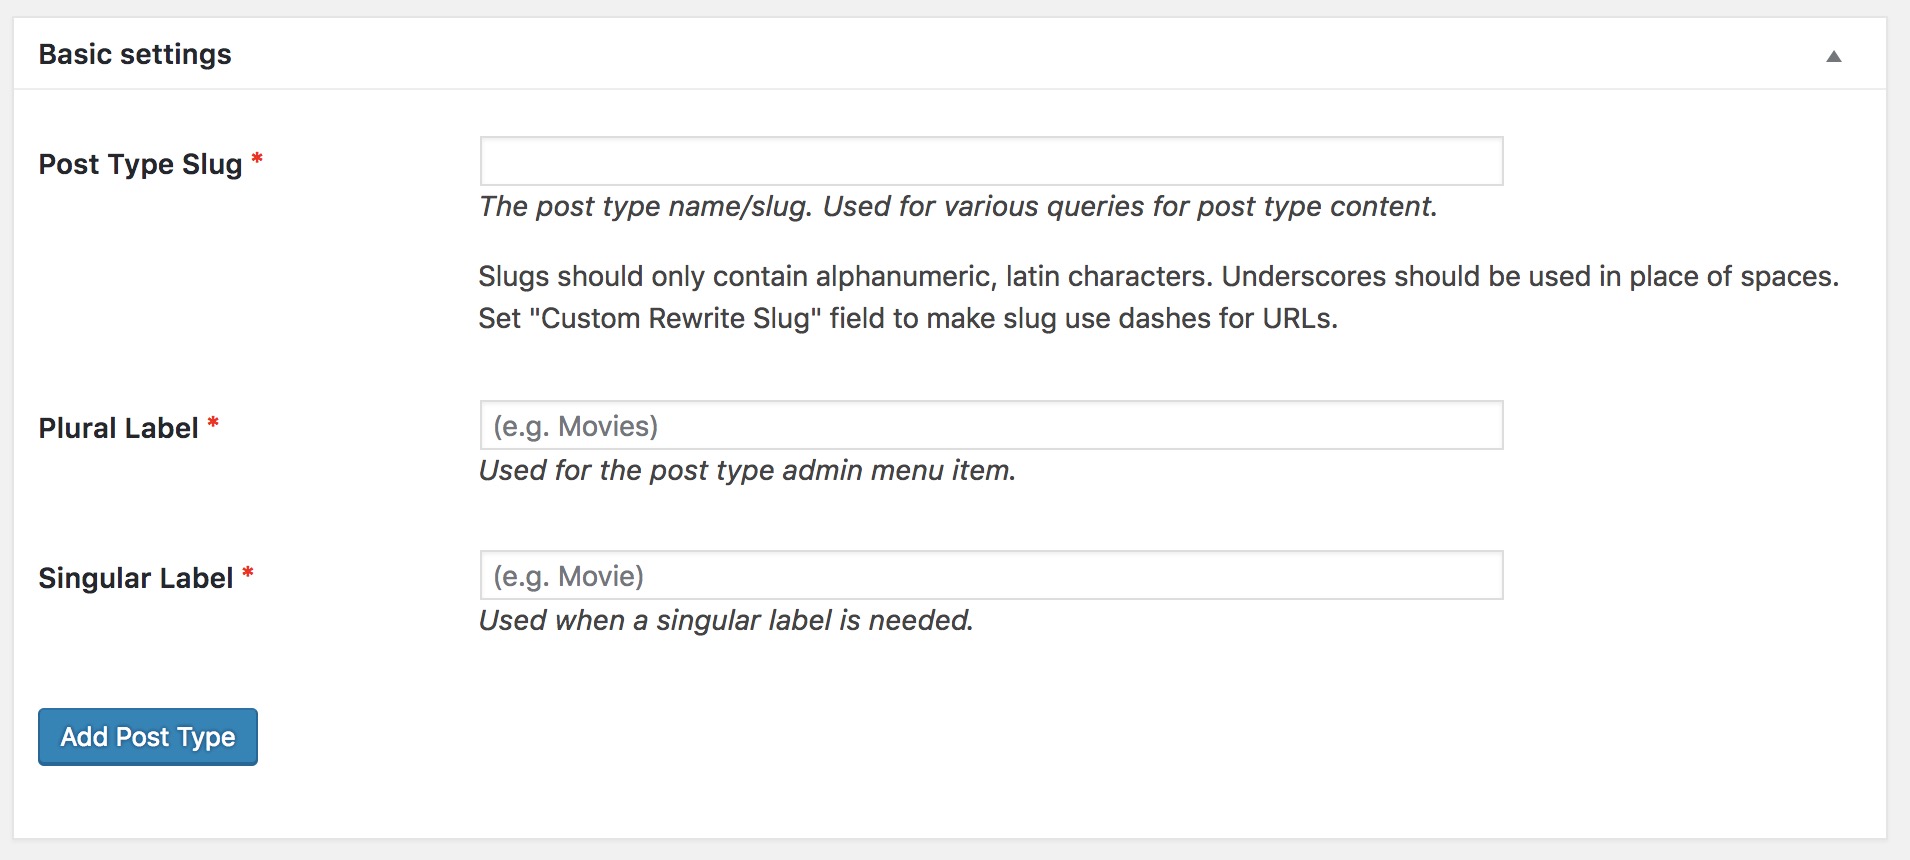 Basic settings
Post Type Slug *
The post type name/slug. Used for various queries for post type content.
Slugs should only contain alphanumeric, latin characters. Underscores should be used in place of spaces.
Set "Custom Rewrite Slug" field to make slug use dashes for URLs.
Plural Label *
(e.g. Movies)
Used for the post type admin menu item.
Singular Label *
(e.g. Movie)
Used when a singular label is needed.
Add Post Type